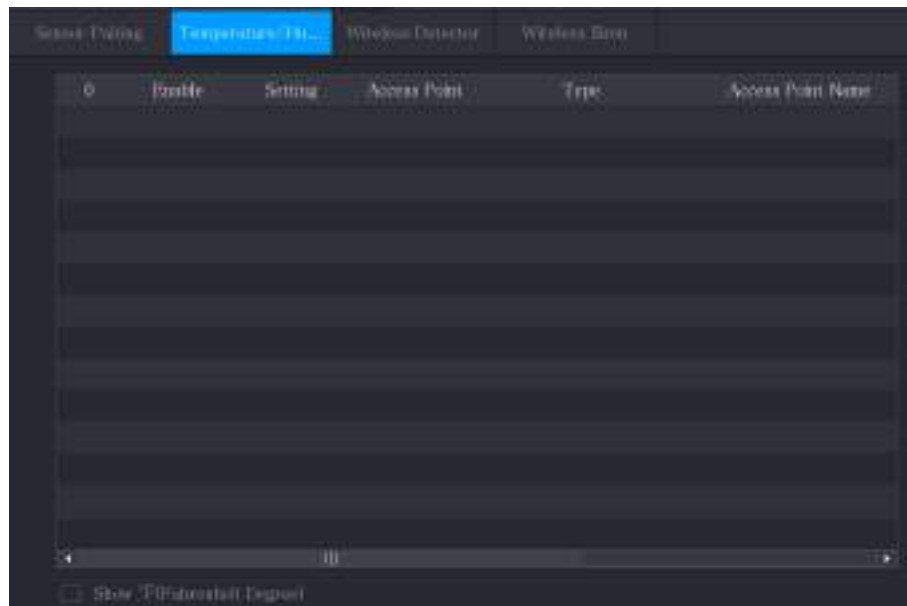 Sensor Pairing Temperature/Hu... Wireless Detector Wireless Siren
0 Enable Setting Access Point Type Access Point Name
Show °F(Fahrenheit Degree)